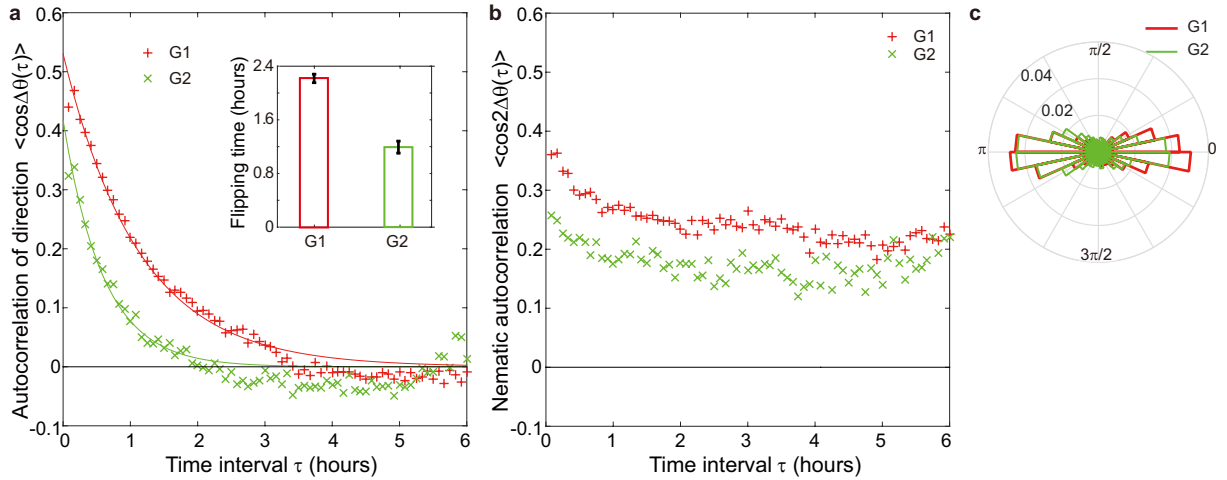 a
Autocorrelation of direction <cosΔθ(τ)>
0.6
0.5
0.4
0.3
0.2
0.1
0
-0.1
0 1 2 3 4 5 6
Time interval τ (hours)
G1
G2
Flipping time (hours)
2.4
1.6
0.8
0
G1 G2
b
Nematic autocorrelation <cos2Δθ(τ)>
0.6
0.5
0.4
0.3
0.2
0.1
0
-0.1
0 1 2 3 4 5 6
Time interval τ (hours)
G1
G2
c
G1
G2
π/2
0.04
0.02
π
0
3π/2